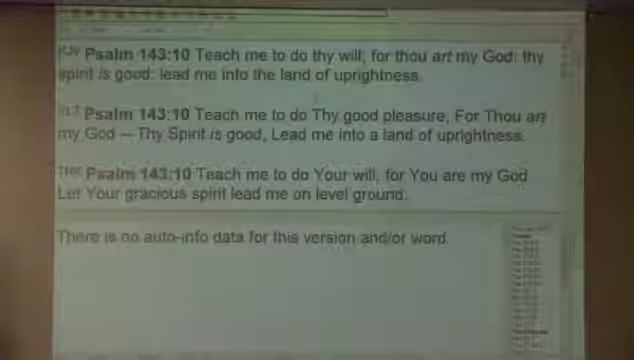 KJV Psalm 143:10 Teach me to do thy will; for thou art my God: thy
spirit is good; lead me into the land of uprightness.
YLT Psalm 143:10 Teach me to do Thy good pleasure, For Thou art
my God -- Thy Spirit is good, Lead me into a land of uprightness.
TNK Psalm 143:10 Teach me to do Your will, for You are my God
Let Your gracious spirit lead me on level ground.
There is no auto-info data for this version and/or word.